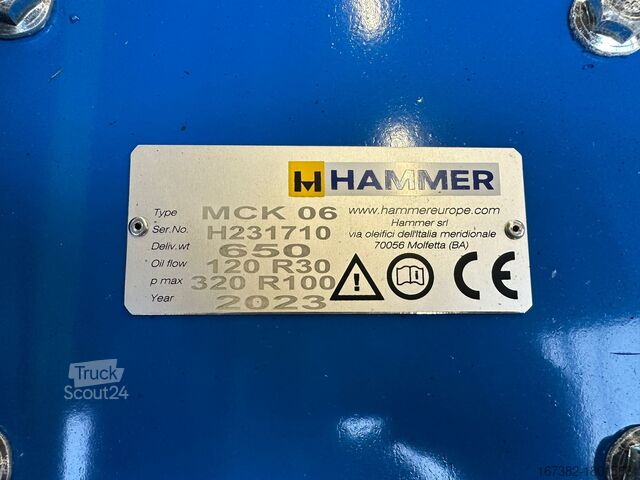 HAMMER
Type MCK 06
Ser.No. H231710
Deliv.wt 650
Oil flow 120 R30
p max 320 R100
Year 2023
www.hammereurope.com
Hammer srl
via oleifici dell'Italia meridionale
70056 Molfetta (BA)
CE
Truck
Scout24